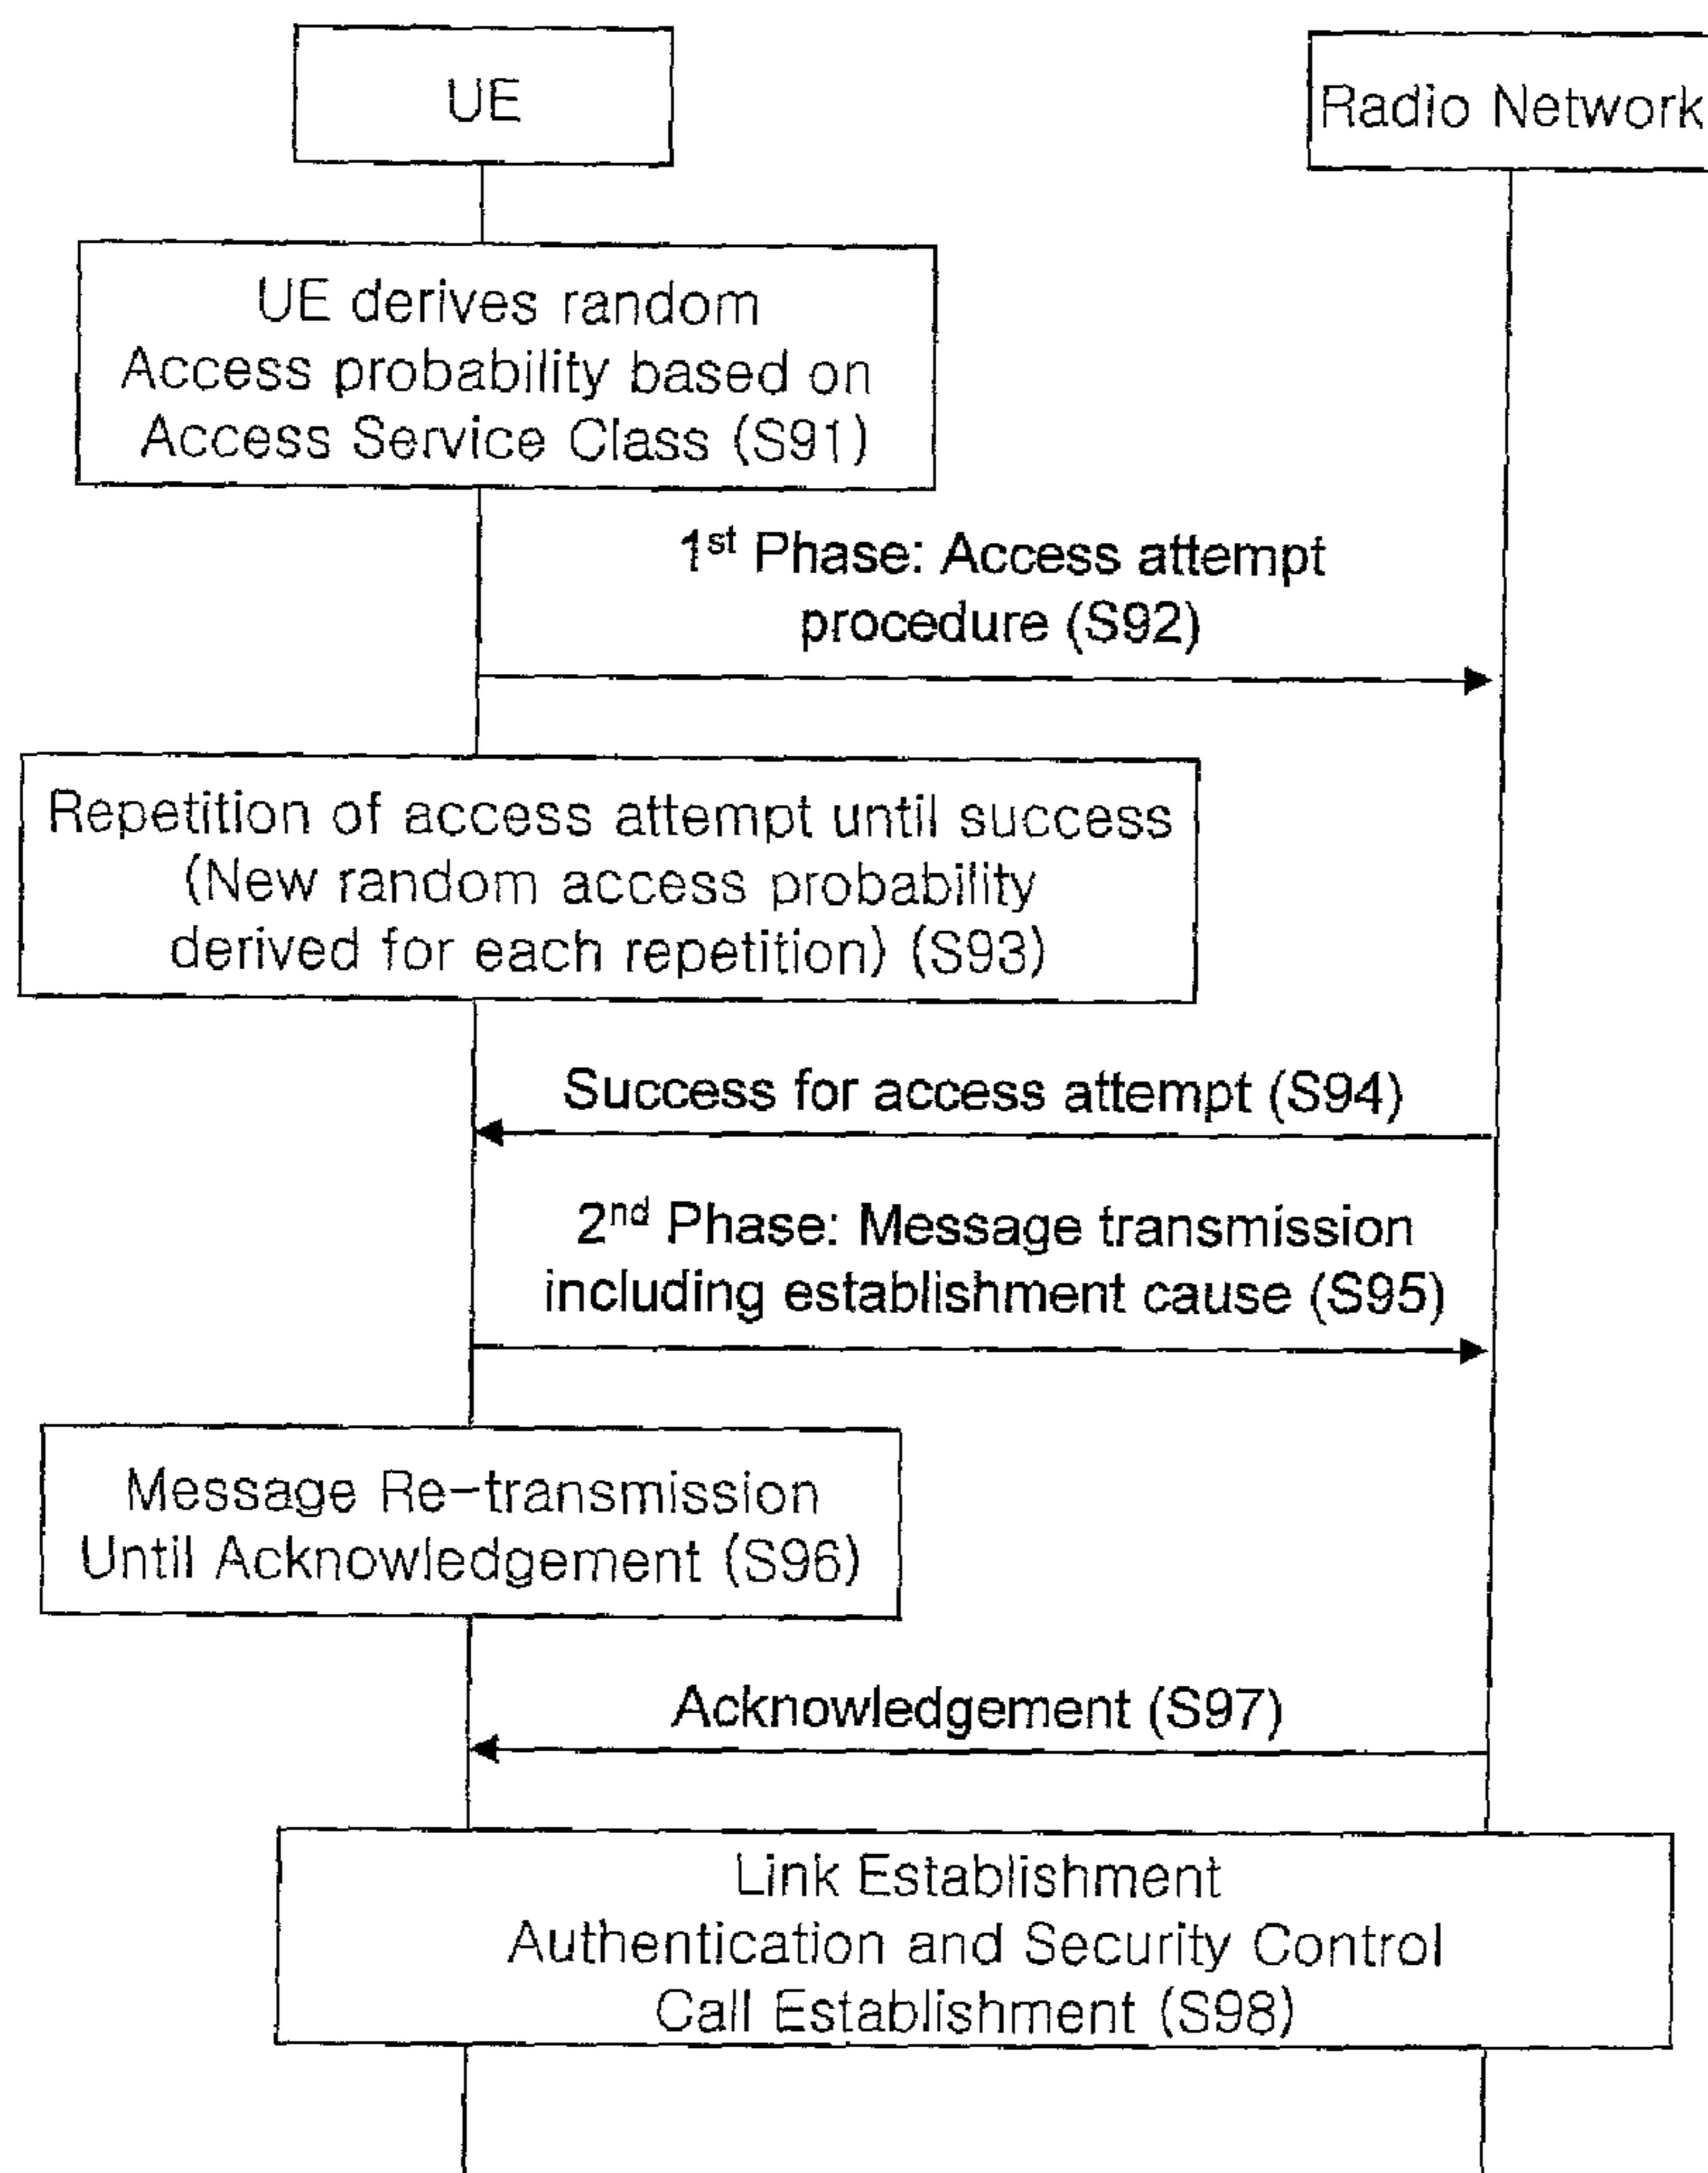 UE
Radio Network
UE derives random
Access probability based on
Access Service Class (S91)
1st Phase: Access attempt
procedure (S92)
Repetition of access attempt until success
(New random access probability
derived for each repetition) (S93)
Success for access attempt (S94)
2nd Phase: Message transmission
including establishment cause (S95)
Message Re-transmission
Until Acknowledgement (S96)
Acknowledgement (S97)
Link Establishment
Authentication and Security Control
Call Establishment (S98)